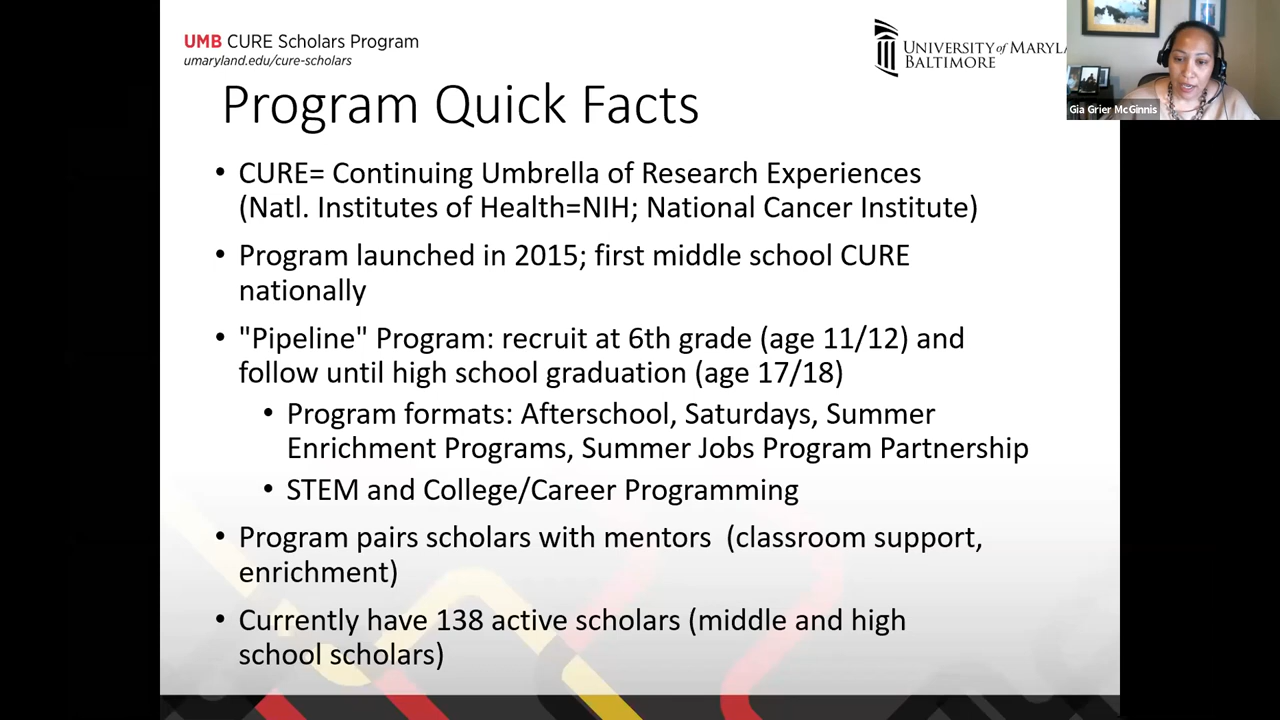 UMB CURE Scholars Program
umaryland.edu/cure-scholars
UNIVERSITY of MARYL
BALTIMORE
Gia Grier McGinnis
Program Quick Facts
• CURE= Continuing Umbrella of Research Experiences
(Natl. Institutes of Health=NIH; National Cancer Institute)
• Program launched in 2015; first middle school CURE
nationally
• "Pipeline" Program: recruit at 6th grade (age 11/12) and
follow until high school graduation (age 17/18)
• Program formats: Afterschool, Saturdays, Summer
Enrichment Programs, Summer Jobs Program Partnership
• STEM and College/Career Programming
• Program pairs scholars with mentors  (classroom support,
enrichment)
• Currently have 138 active scholars (middle and high
school scholars)